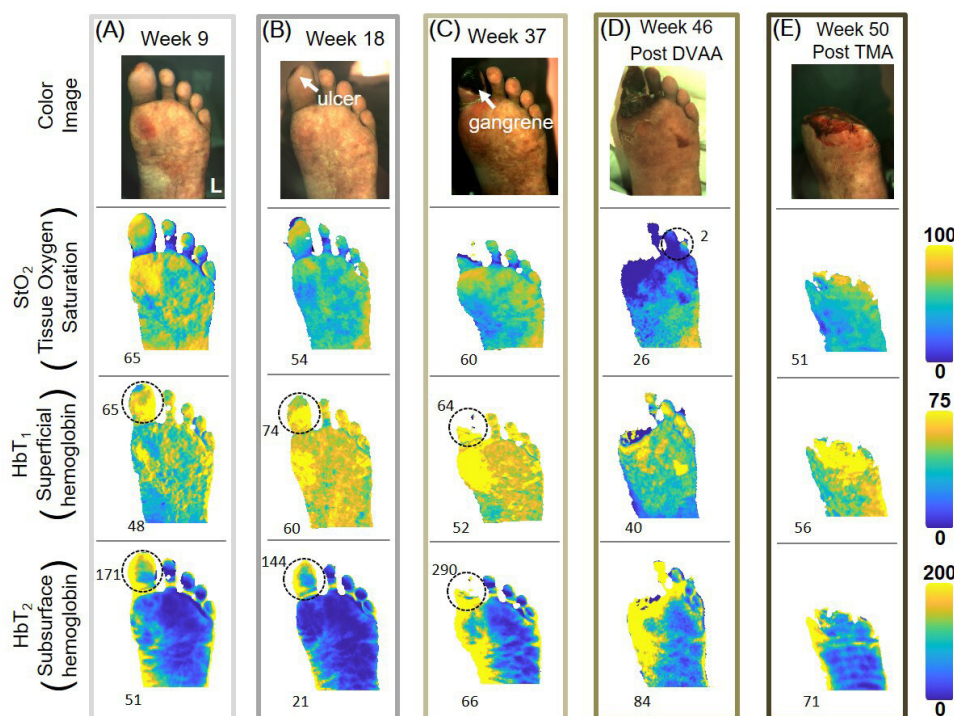 (A) Week 9
(B) Week 18
(C) Week 37
(D) Week 46
Post DVAA
(E) Week 50
Post TMA
Color
Image
ulcer
gangrene
L
StO2
(Tissue Oxygen
Saturation)
65
54
60
2
26
51
100
0
HbT1
(Superficial
hemoglobin)
65
48
74
60
64
52
40
56
75
0
HbT2
(Subsurface
hemoglobin)
171
51
144
21
290
66
84
71
200
0